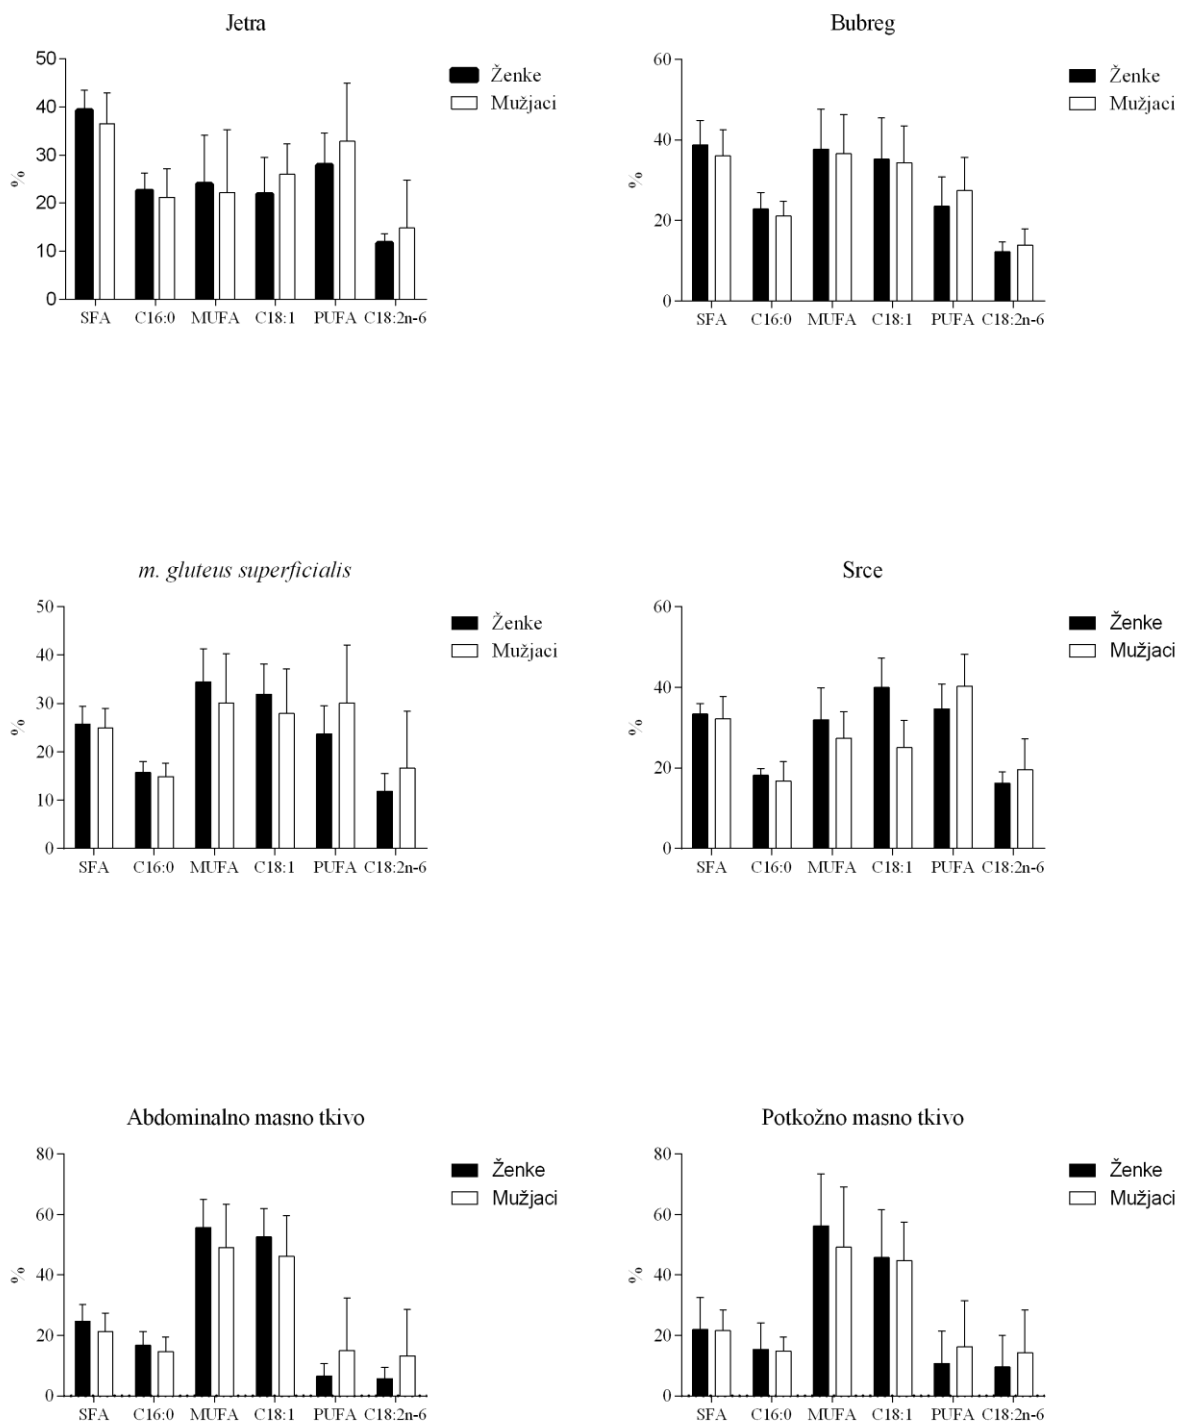 Jetra
50
40
30
20
10
0
%
SFA C16:0 MUFA C18:1 PUFA C18:2n-6
Ženke
Mužjaci
Bubreg
60
40
20
0
%
SFA C16:0 MUFA C18:1 PUFA C18:2n-6
Ženke
Mužjaci
m. gluteus superficialis
50
40
30
20
10
0
%
SFA C16:0 MUFA C18:1 PUFA C18:2n-6
Ženke
Mužjaci
Srce
60
40
20
0
%
SFA C16:0 MUFA C18:1 PUFA C18:2n-6
Ženke
Mužjaci
Abdominalno masno tkivo
80
60
40
20
0
%
SFA C16:0 MUFA C18:1 PUFA C18:2n-6
Ženke
Mužjaci
Potkožno masno tkivo
80
60
40
20
0
%
SFA C16:0 MUFA C18:1 PUFA C18:2n-6
Ženke
Mužjaci